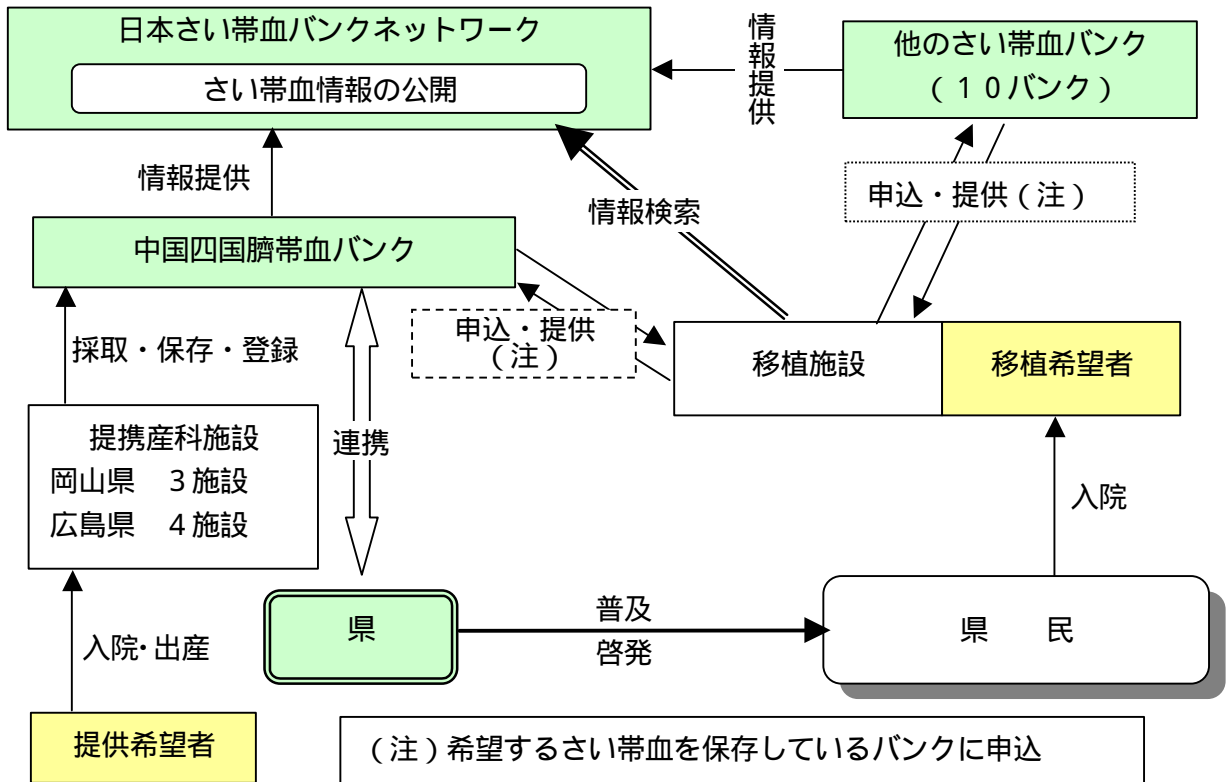 日本さい帯血バンクネットワーク
さい帯血情報の公開
情報提供
他のさい帯血バンク
（１０バンク）
情報提供
情報検索
申込・提供（注）
中国四国臍帯血バンク
申込・提供
（注）
移植施設
移植希望者
採取・保存・登録
提携産科施設
岡山県　３施設
広島県　４施設
連携
入院
入院・出産
県
普及
啓発
県　　民
提供希望者
（注）希望するさい帯血を保存しているバンクに申込